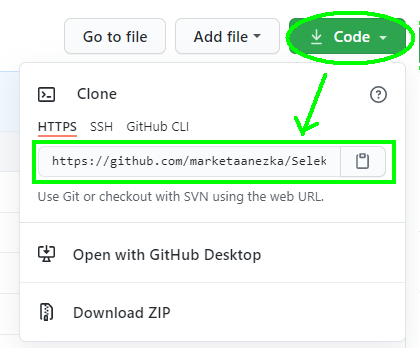 Go to file Add file Code
Clone
HTTPS SSH GitHub CLI
https://github.com/marketaanezka/Selek
Use Git or checkout with SVN using the web URL.
Open with GitHub Desktop
Download ZIP